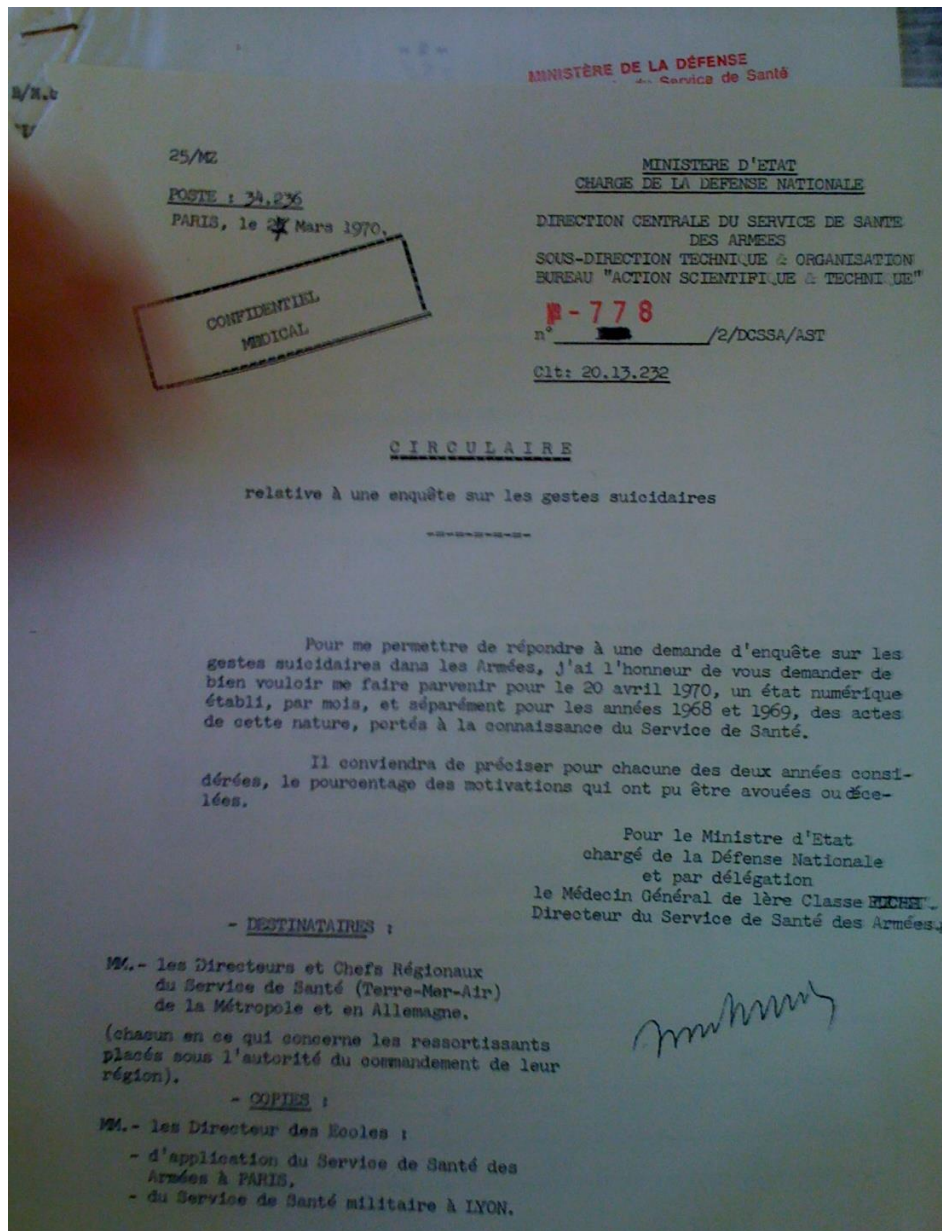 MINISTÈRE DE LA DÉFENSE
Service de Santé
25/MZ
POSTE : 34.236
PARIS, le Mars 1970.
CONFIDENTIEL
MEDICAL
MINISTERE D'ETAT
CHARGE DE LA DEFENSE NATIONALE
DIRECTION CENTRALE DU SERVICE DE SANTE
DES ARMEES
SOUS-DIRECTION TECHNIQUE & ORGANISATION
BUREAU "ACTION SCIENTIFIQUE & TECHNIQUE"
№ - 778
n° /2/DCSSA/AST
Clt: 20.13.232
CIRCULAIRE
relative à une enquête sur les gestes suicidaires
Pour me permettre de répondre à une demande d'enquête sur les
gestes suicidaires dans les Armées, j'ai l'honneur de vous demander de
bien vouloir me faire parvenir pour le 20 avril 1970, un état numérique
établi, par mois, et séparément pour les années 1968 et 1969, des actes
de cette nature, portés à la connaissance du Service de Santé.
Il conviendra de préciser pour chacune des deux années consi-
dérées, le pourcentage des motivations qui ont pu être avouées ou déce-
lées.
Pour le Ministre d'Etat
chargé de la Défense Nationale
et par délégation
le Médecin Général de 1ère Classe
Directeur du Service de Santé des Armées.
- DESTINATAIRES :
MM.- les Directeurs et Chefs Régionaux
du Service de Santé (Terre-Mer-Air)
de la Métropole et en Allemagne.
(chacun en ce qui concerne les ressortissants
placés sous l'autorité du commandement de leur
région).
- COPIES :
MM.- les Directeur des Ecoles :
- d'application du Service de Santé des
Armées à PARIS,
- du Service de Santé militaire à LYON.